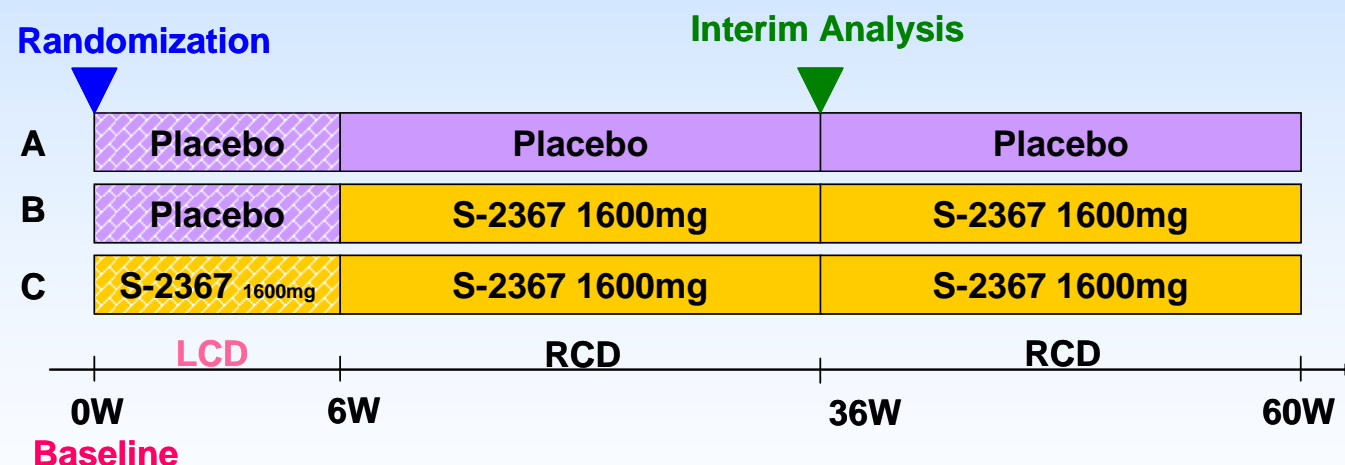 Randomization
Interim Analysis
A Placebo Placebo Placebo
B Placebo S-2367 1600mg S-2367 1600mg
C S-2367 1600mg S-2367 1600mg S-2367 1600mg
LCD RCD RCD
0W 6W 36W 60W
Baseline